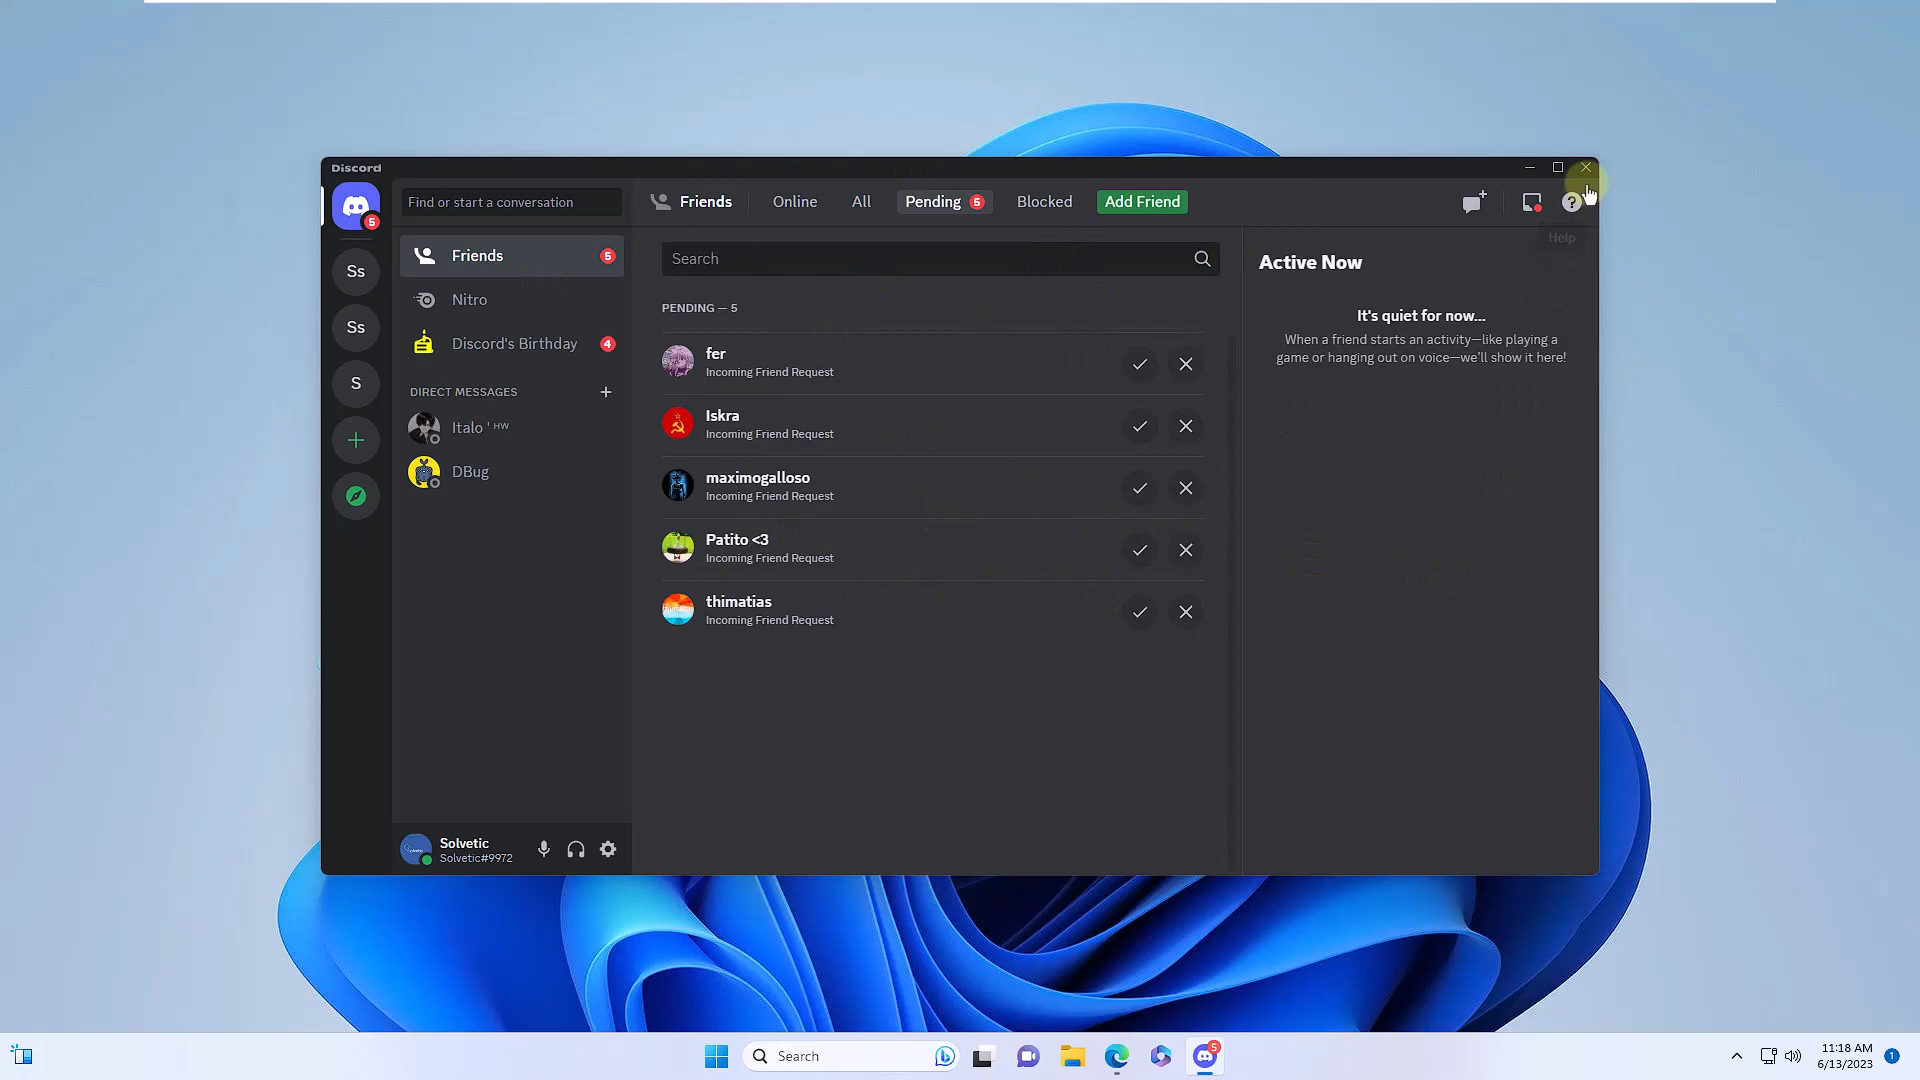 Discord
5
Find or start a conversation
Friends
Online
All
Pending 5
Blocked
Add Friend
?
Help
Ss
Ss
S
Friends 5
Nitro
Discord's Birthday 4
DIRECT MESSAGES
Italo ' ᴴᵂ
DBug
Search
PENDING — 5
fer
Incoming Friend Request
Iskra
Incoming Friend Request
maximogalloso
Incoming Friend Request
Patito <3
Incoming Friend Request
thimatias
Incoming Friend Request
Active Now
It's quiet for now...
When a friend starts an activity—like playing a
game or hanging out on voice—we'll show it here!
Solvetic
Solvetic#9972
Search
5
11:18 AM
6/13/2023
1